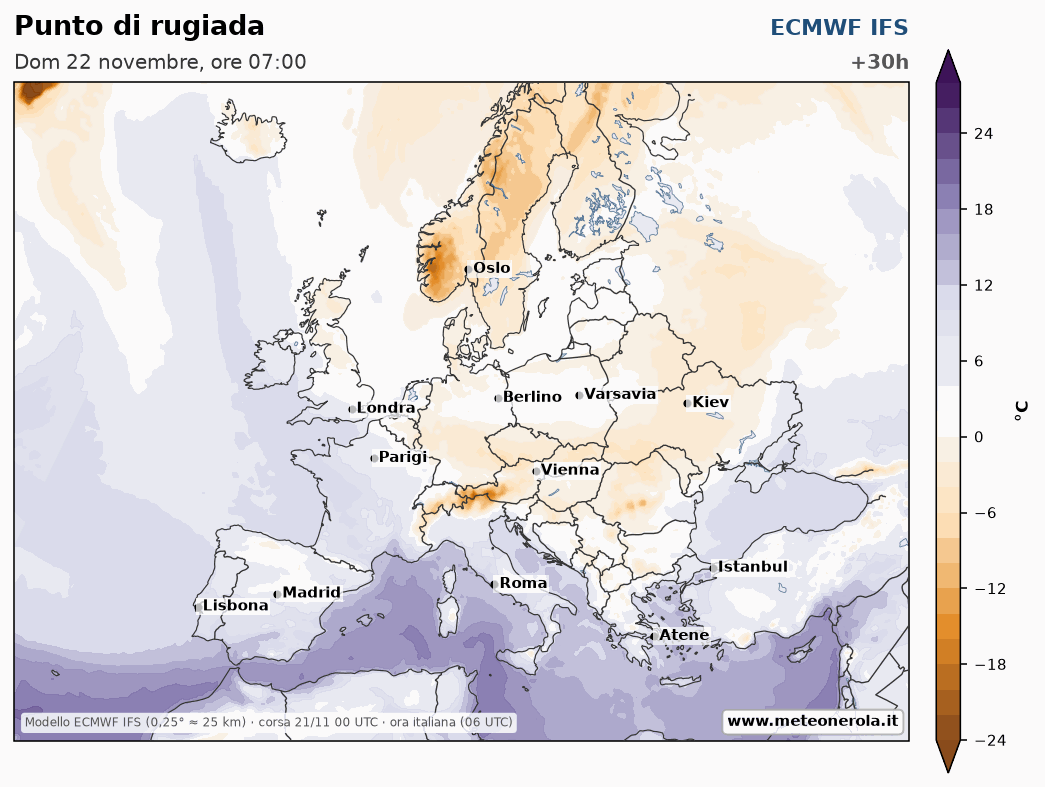 Punto di rugiada
ECMWF IFS
Dom 22 novembre, ore 07:00
+30h
24
18
12
6
0
−6
−12
−18
−24
°C
Oslo
Berlino
Varsavia
Kiev
Londra
Parigi
Vienna
Istanbul
Roma
Madrid
Lisbona
Atene
Modello ECMWF IFS (0,25° ≈ 25 km) · corsa 21/11 00 UTC · ora italiana (06 UTC)
www.meteonerola.it